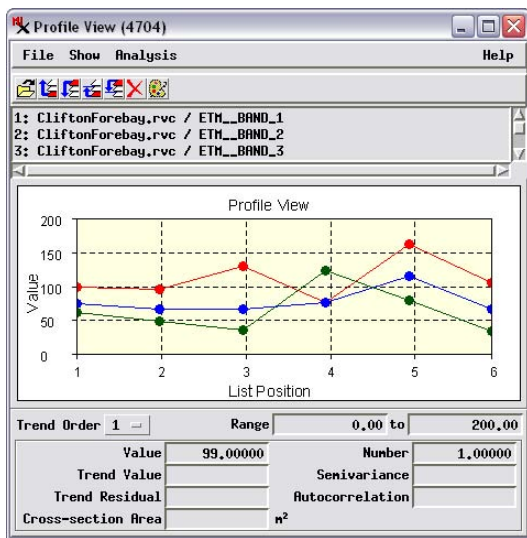 Profile View (4704)
File Show Analysis Help
1: CliftonForebay.rvc / ETM__BAND_1
2: CliftonForebay.rvc / ETM__BAND_2
3: CliftonForebay.rvc / ETM__BAND_3
Profile View
200
150
100
50
0
Value
1 2 3 4 5 6
List Position
Trend Order 1 Range 0.00 to 200.00
Value 99.00000 Number 1.00000
Trend Value Semivariance
Trend Residual Autocorrelation
Cross-section Area m²